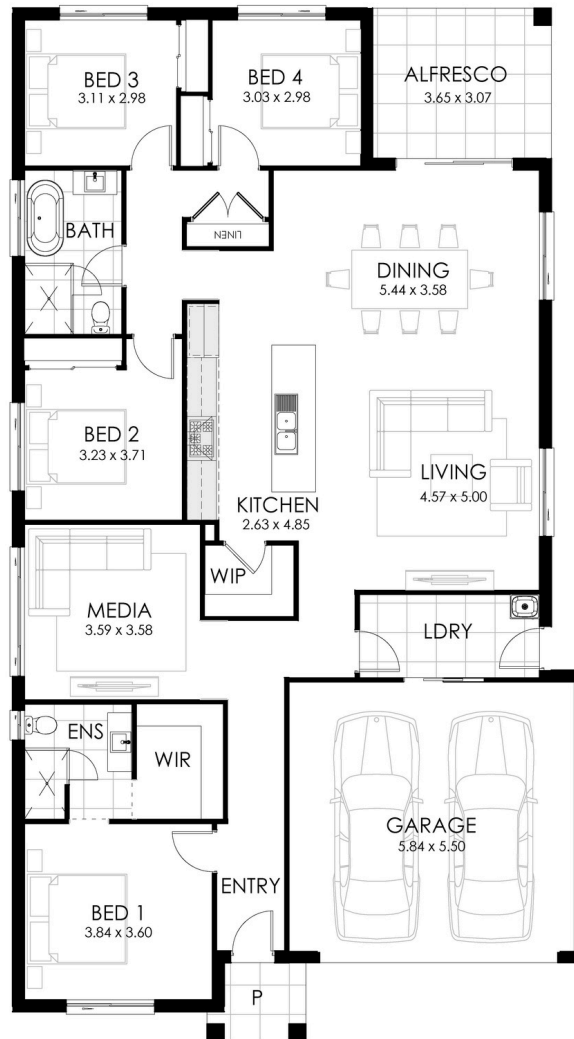 BED 3
3.11 x 2.98
BED 4
3.03 x 2.98
ALFRESCO
3.65 x 3.07
BATH
LINEN
DINING
5.44 x 3.58
BED 2
3.23 x 3.71
KITCHEN
2.63 x 4.85
LIVING
4.57 x 5.00
WIP
MEDIA
3.59 x 3.58
LDRY
ENS
WIR
GARAGE
5.84 x 5.50
ENTRY
BED 1
3.84 x 3.60
P